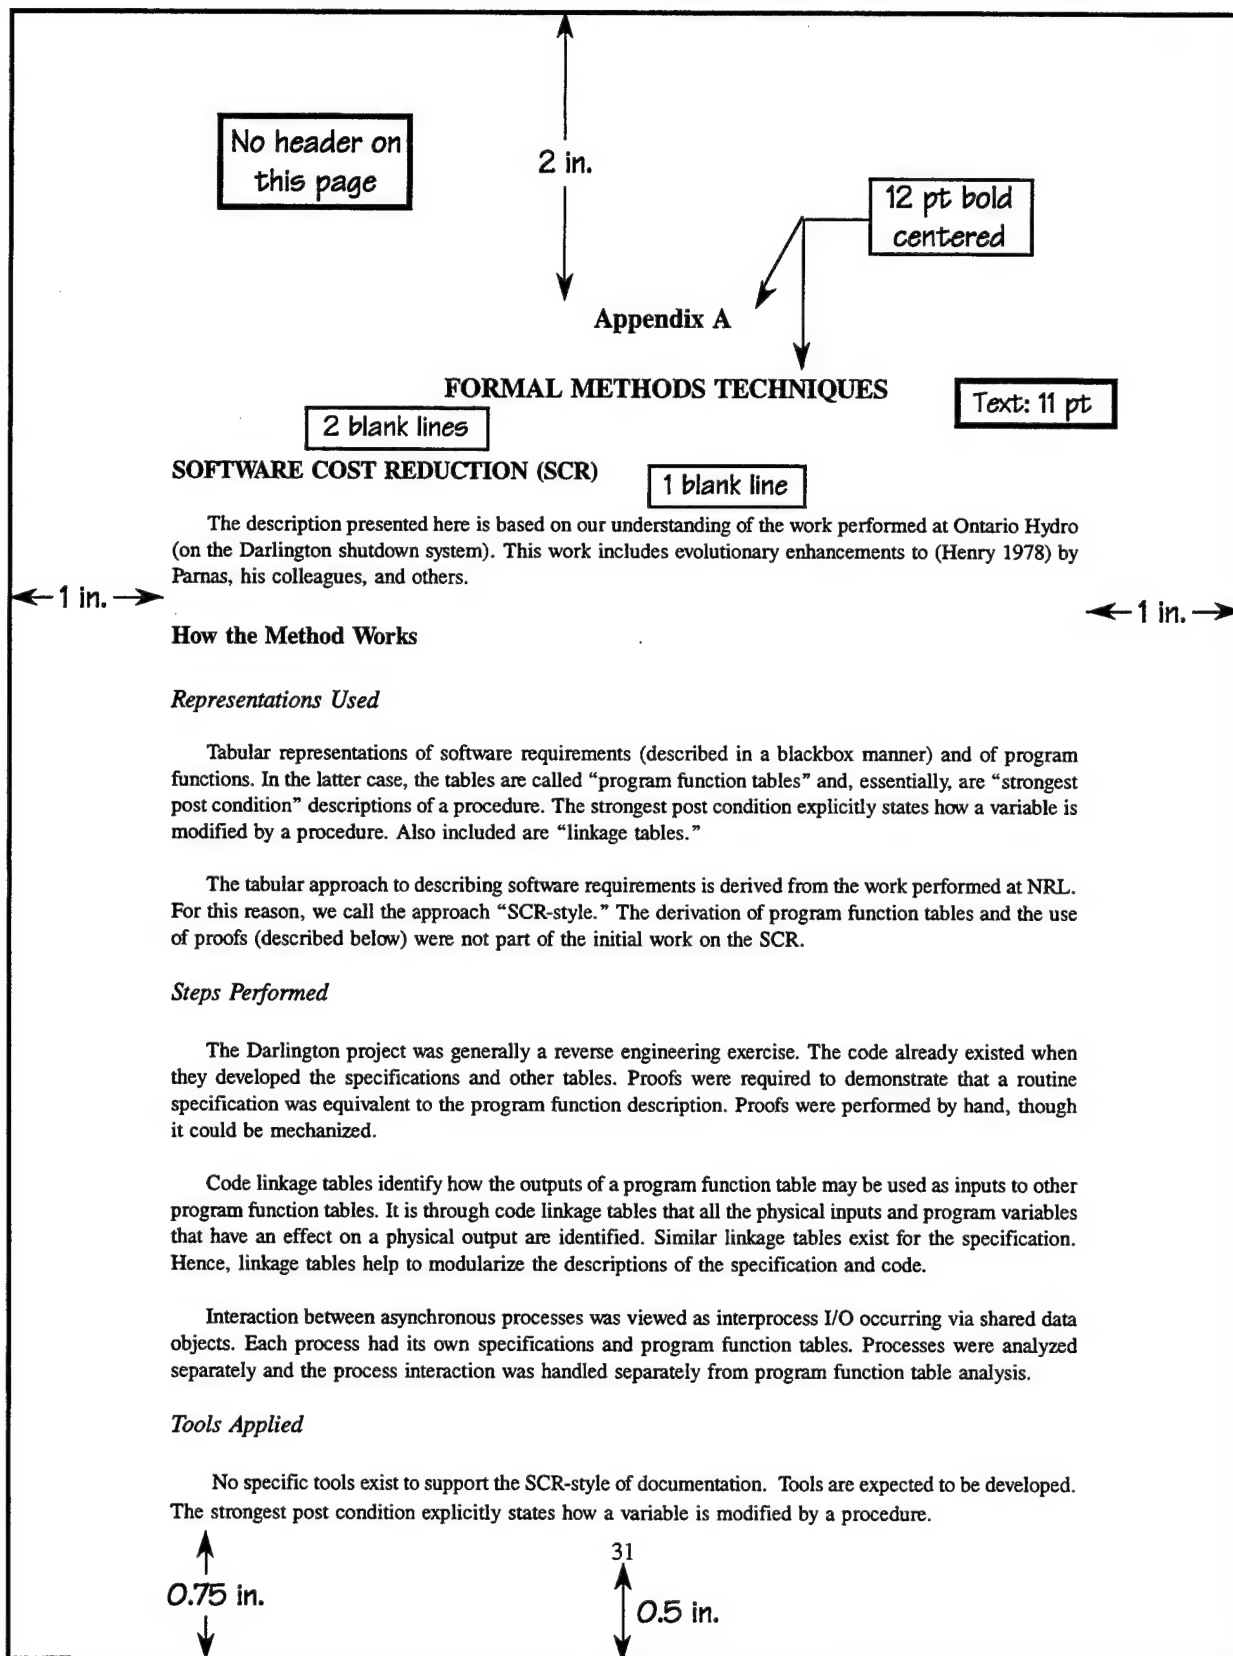 No header on
this page
2 in.
12 pt bold
centered
Appendix A
FORMAL METHODS TECHNIQUES
Text: 11 pt
2 blank lines
SOFTWARE COST REDUCTION (SCR)
1 blank line
The description presented here is based on our understanding of the work performed at Ontario Hydro
(on the Darlington shutdown system). This work includes evolutionary enhancements to (Henry 1978) by
Parnas, his colleagues, and others.
1 in.
1 in.
How the Method Works
Representations Used
Tabular representations of software requirements (described in a blackbox manner) and of program
functions. In the latter case, the tables are called “program function tables” and, essentially, are “strongest
post condition” descriptions of a procedure. The strongest post condition explicitly states how a variable is
modified by a procedure. Also included are “linkage tables.”
The tabular approach to describing software requirements is derived from the work performed at NRL.
For this reason, we call the approach “SCR-style.” The derivation of program function tables and the use
of proofs (described below) were not part of the initial work on the SCR.
Steps Performed
The Darlington project was generally a reverse engineering exercise. The code already existed when
they developed the specifications and other tables. Proofs were required to demonstrate that a routine
specification was equivalent to the program function description. Proofs were performed by hand, though
it could be mechanized.
Code linkage tables identify how the outputs of a program function table may be used as inputs to other
program function tables. It is through code linkage tables that all the physical inputs and program variables
that have an effect on a physical output are identified. Similar linkage tables exist for the specification.
Hence, linkage tables help to modularize the descriptions of the specification and code.
Interaction between asynchronous processes was viewed as interprocess I/O occurring via shared data
objects. Each process had its own specifications and program function tables. Processes were analyzed
separately and the process interaction was handled separately from program function table analysis.
Tools Applied
No specific tools exist to support the SCR-style of documentation. Tools are expected to be developed.
The strongest post condition explicitly states how a variable is modified by a procedure.
31
0.75 in.
0.5 in.